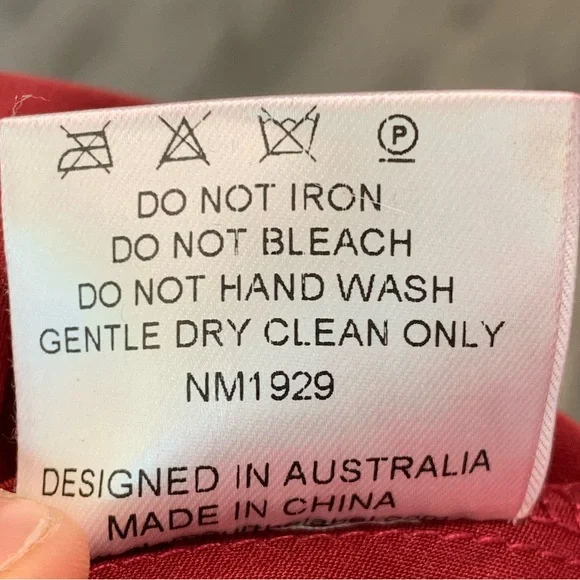 P
DO NOT IRON
DO NOT BLEACH
DO NOT HAND WASH
GENTLE DRY CLEAN ONLY
NM1929
DESIGNED IN AUSTRALIA
MADE IN CHINA